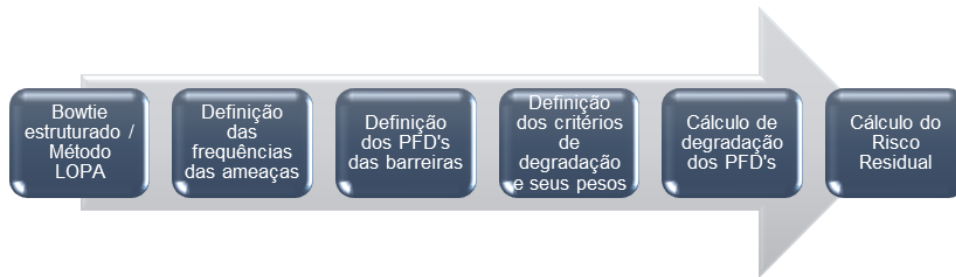 Bowtie
estruturado /
Método
LOPA
Definição
das
frequências
das ameaças
Definição
dos PFD's
das barreiras
Definição
dos critérios
de
degradação
e seus pesos
Cálculo de
degradação
dos PFD's
Cálculo do
Risco
Residual